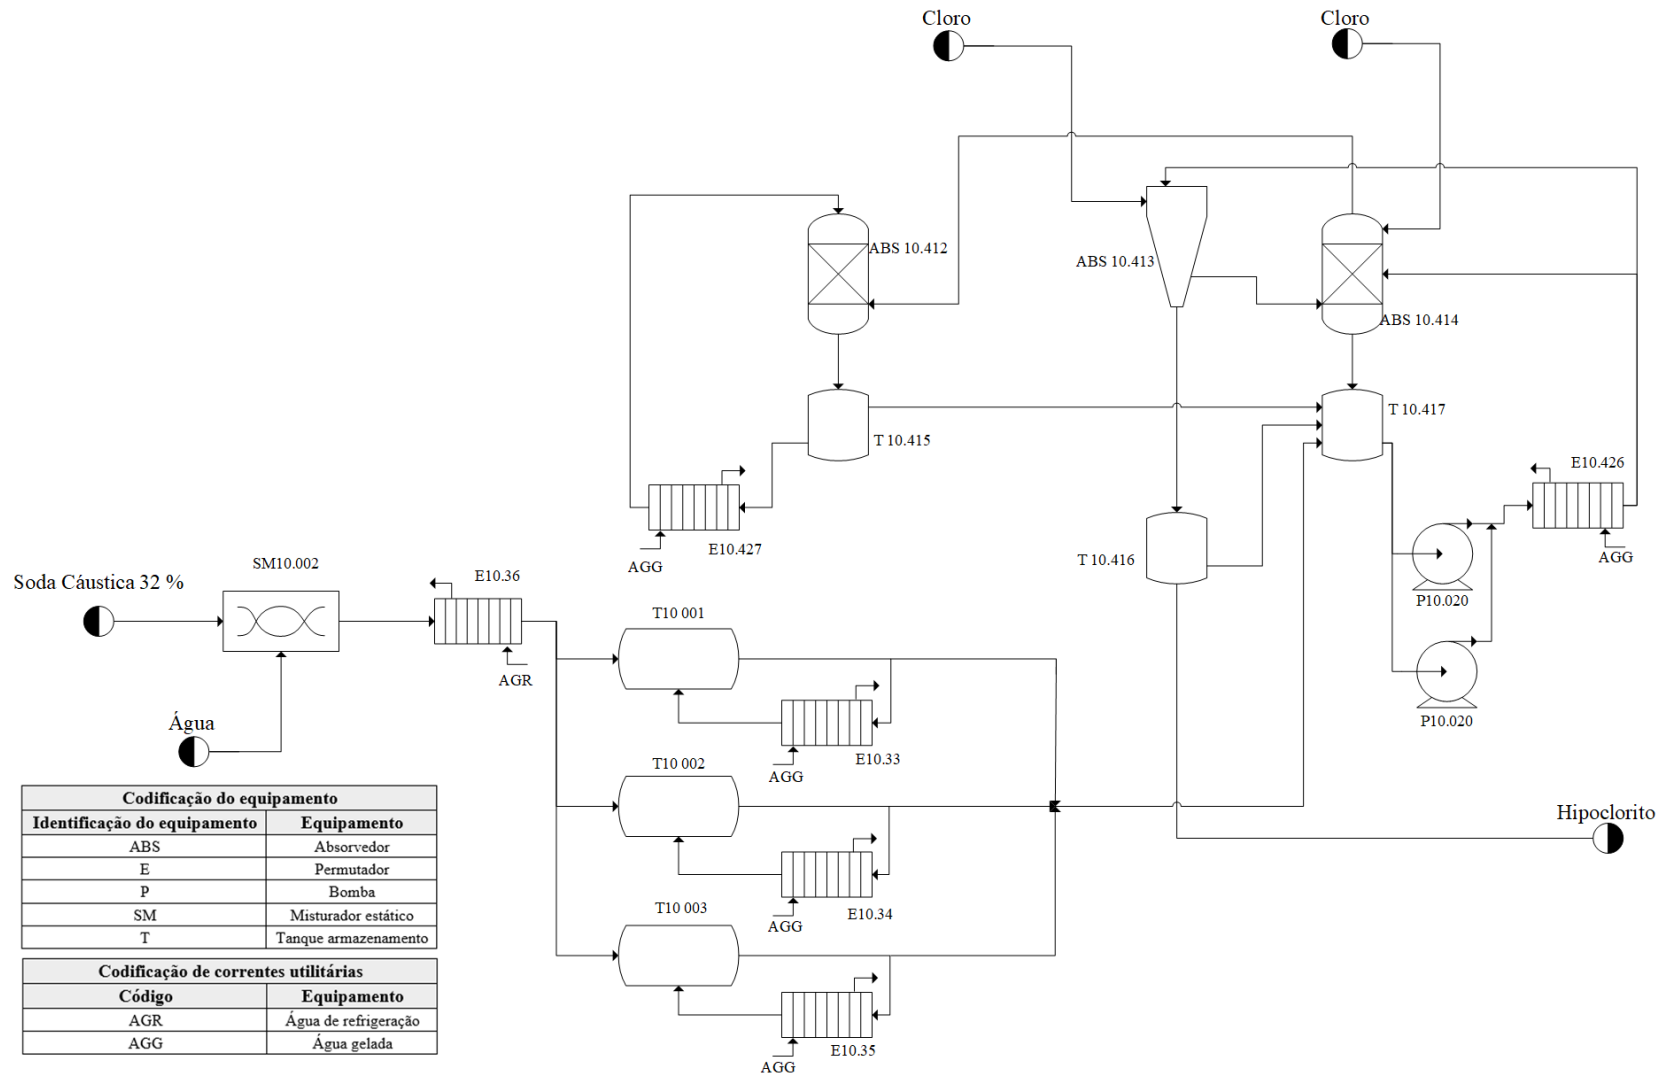 Cloro
Cloro
ABS 10.412
ABS 10.413
ABS 10.414
T 10.417
T 10.415
E10.426
E10.427
AGG
T 10.416
AGG
P10.020
SM10.002
E10.36
Soda Cáustica 32 %
AGR
T10 001
P10.020
Água
E10.33
AGG
T10 002
E10.34
AGG
T10 003
E10.35
AGG
Hipoclorito
Codificação do equipamento
Identificação do equipamento Equipamento
ABS Absorvedor
E Permutador
P Bomba
SM Misturador estático
T Tanque armazenamento
Codificação de correntes utilitárias
Código Equipamento
AGR Água de refrigeração
AGG Água gelada